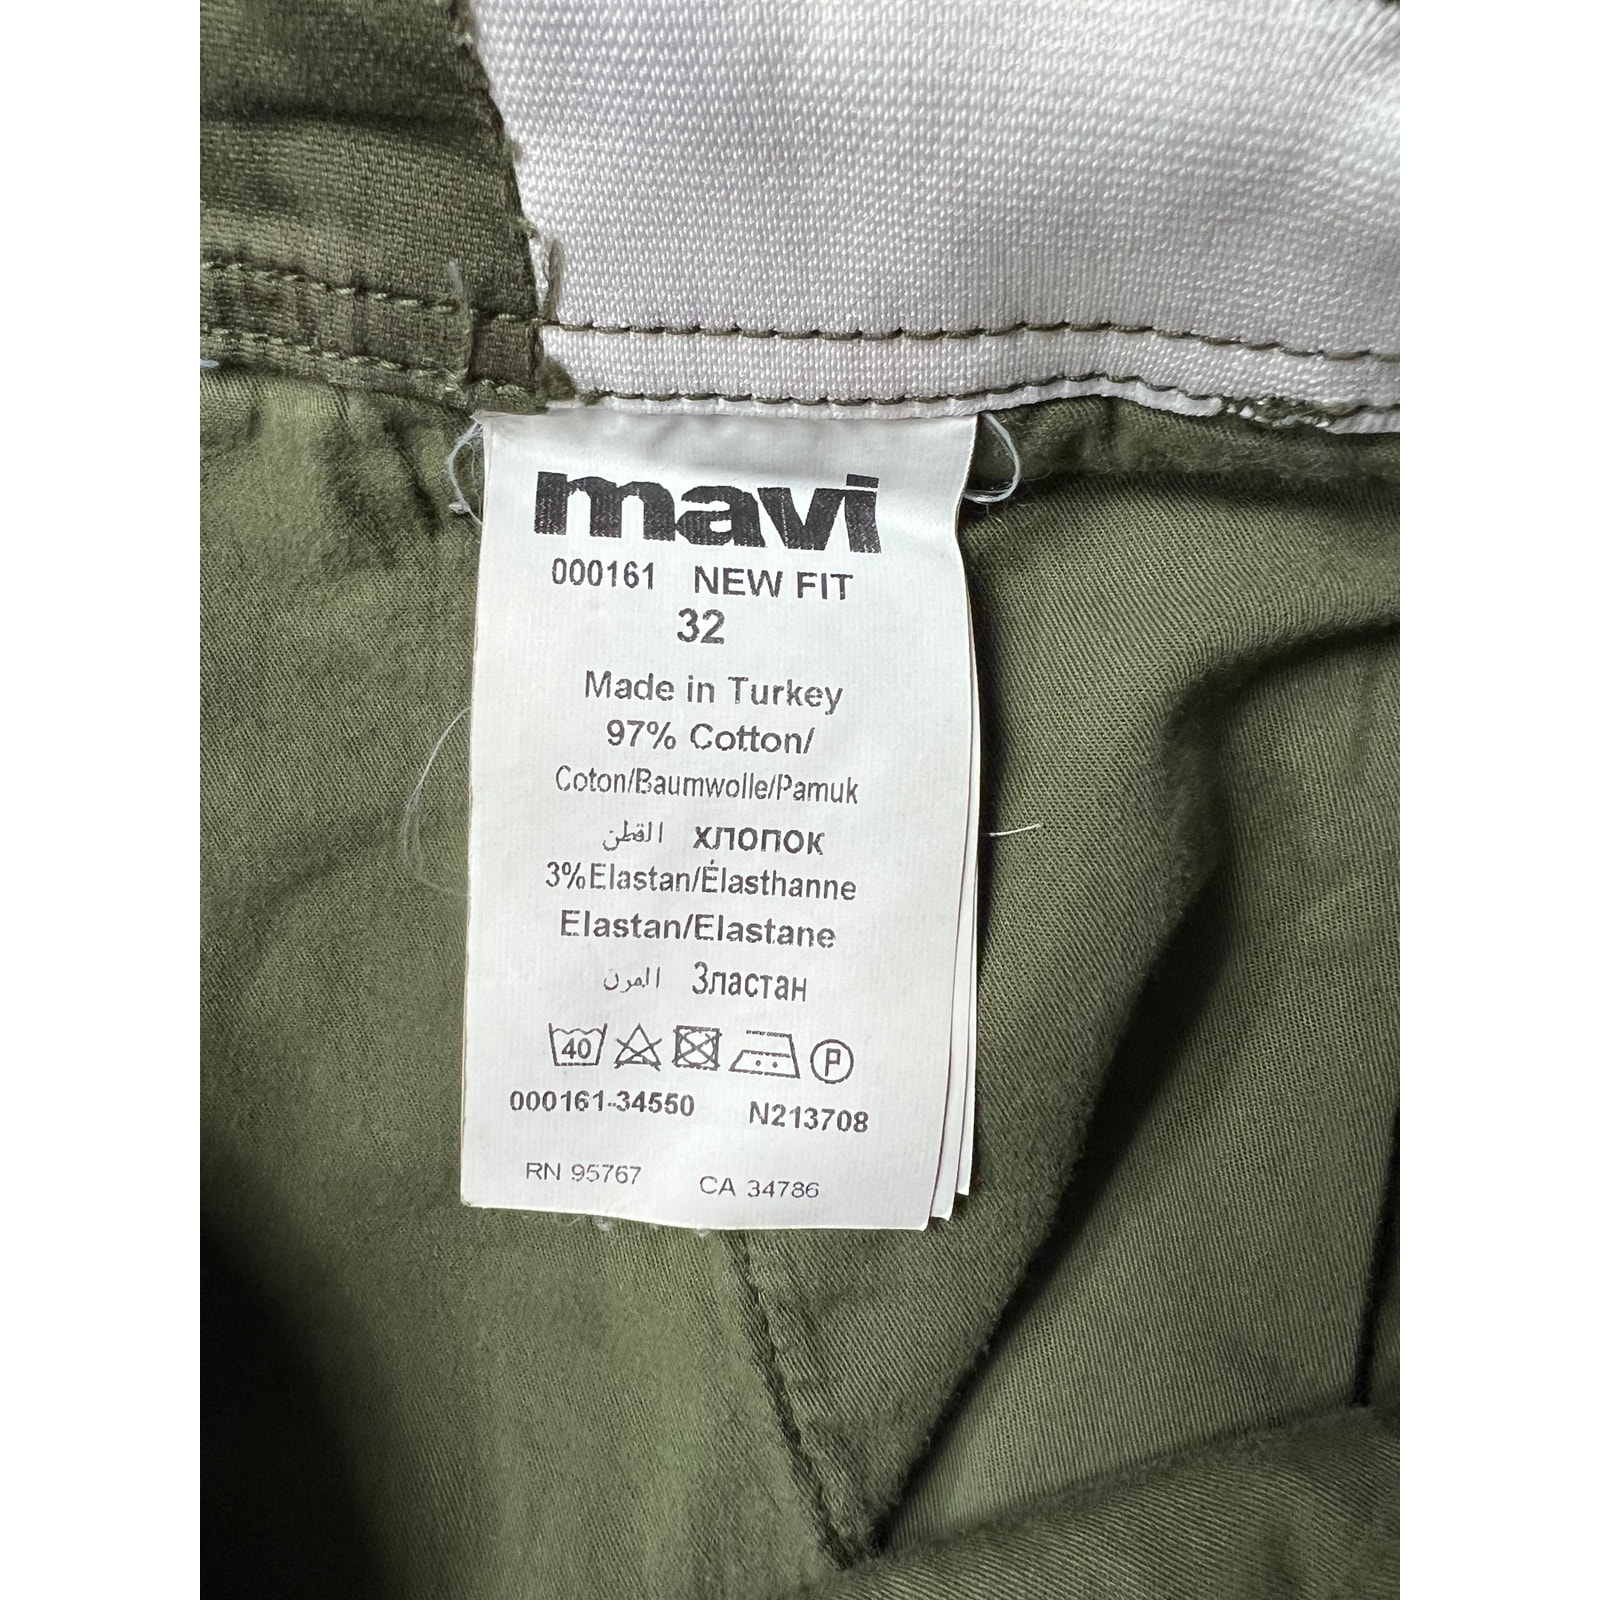 mavi
000161 NEW FIT
32
Made in Turkey
97% Cotton/
Coton/Baumwolle/Pamuk
القطن хлопок
3%Elastan/Élasthanne
Elastan/Elastane
المرن Зластан
40 P
000161-34550 N213708
RN 95767 CA 34786